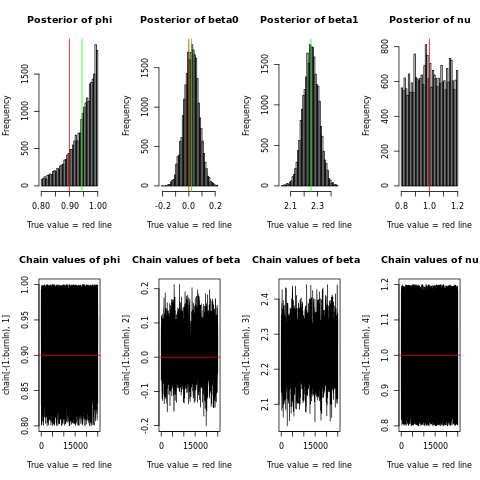 Posterior of phi
Posterior of beta0
Posterior of beta1
Posterior of nu
Frequency
0 500 1000 1500
0.80 0.90 1.00
True value = red line
Frequency
0 500 1000 1500
-0.2 0.0 0.2
True value = red line
Frequency
0 500 1000 1500
2.1 2.3
True value = red line
Frequency
0 200 400 600 800
0.8 1.0 1.2
True value = red line
Chain values of phi
Chain values of beta
Chain values of beta
Chain values of nu
chain[-(1:burnIn), 1]
0.80 0.85 0.90 0.95 1.00
0 15000
True value = red line
chain[-(1:burnIn), 2]
-0.2 -0.1 0.0 0.1 0.2
0 15000
True value = red line
chain[-(1:burnIn), 3]
2.1 2.2 2.3 2.4
0 15000
True value = red line
chain[-(1:burnIn), 4]
0.8 0.9 1.0 1.1 1.2
0 15000
True value = red line